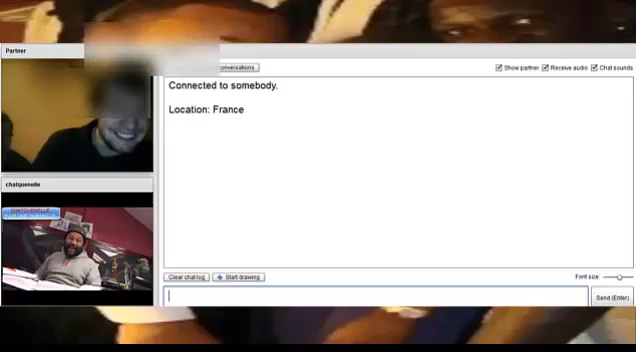 Partner
onversations
Show partner
Receive audio
Chat sounds
Connected to somebody.
Location: France
chatquenelle
Clear chat log
Start drawing
Font size:
Send (Enter)